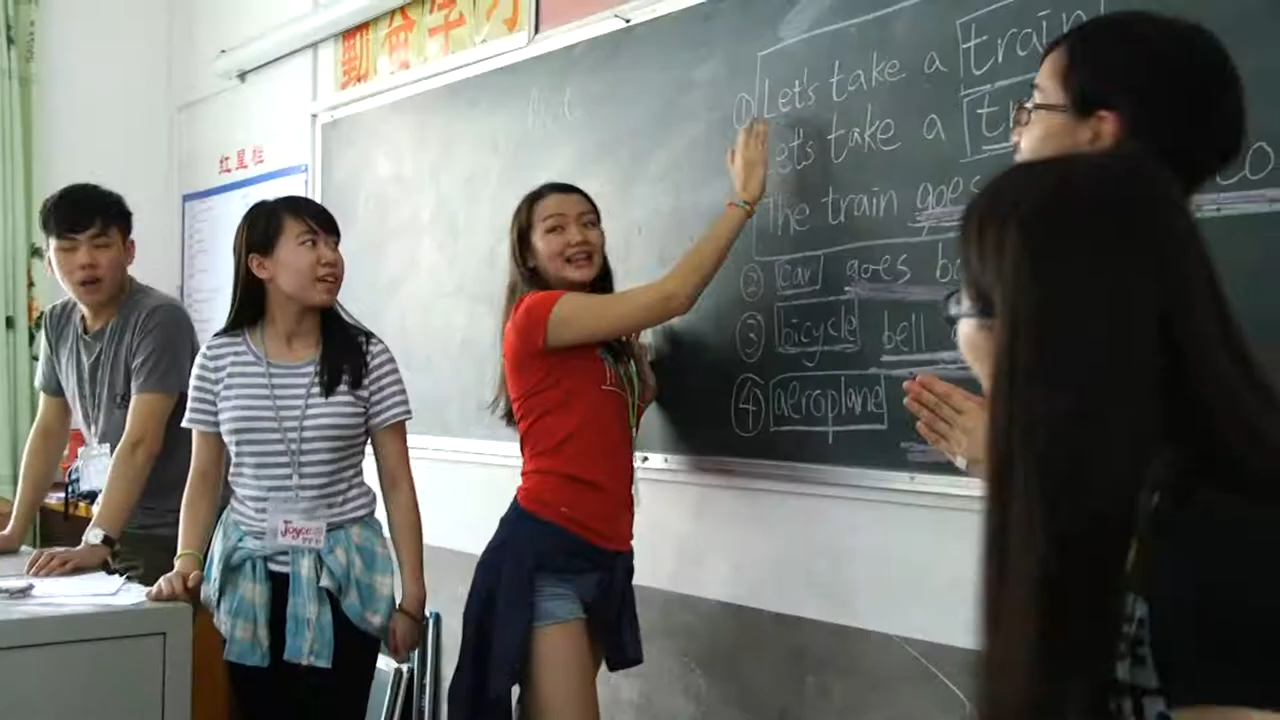 勤奋学习
红星栏
① Let's take a train!
Let's take a
The train goes
② car goes
③ bicycle bell
④ aeroplane
Joyce